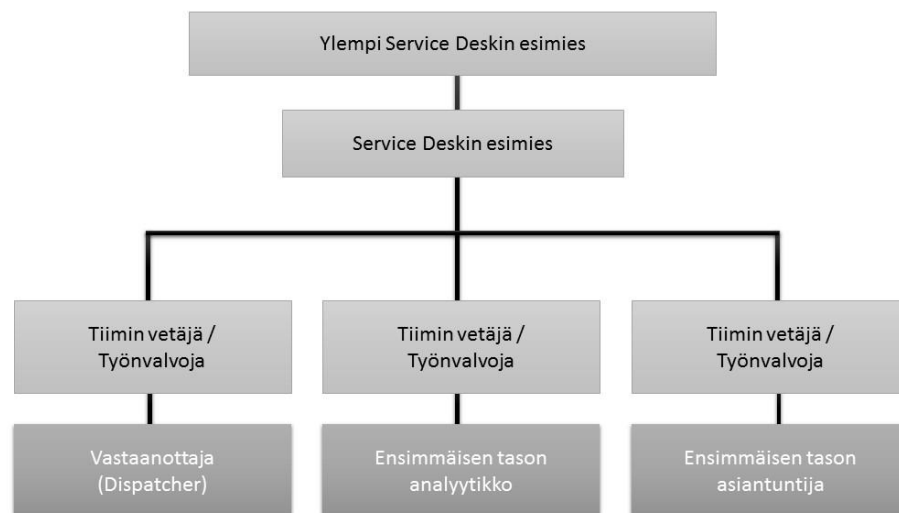 Ylempi Service Deskin esimies
Service Deskin esimies
Tiimin vetäjä /
Työnvalvoja
Tiimin vetäjä /
Työnvalvoja
Tiimin vetäjä /
Työnvalvoja
Vastaanottaja
(Dispatcher)
Ensimmäisen tason
analyytikko
Ensimmäisen tason
asiantuntija